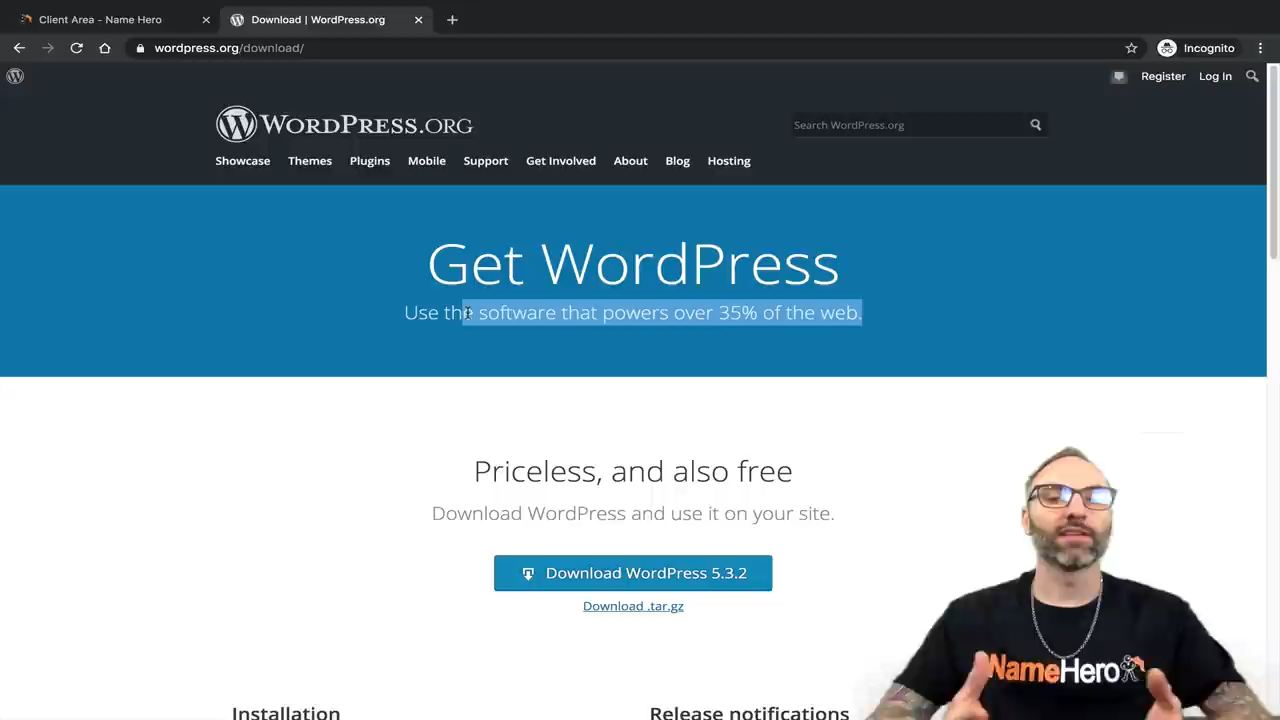 Client Area - Name Hero
Download | WordPress.org
wordpress.org/download/
Incognito
Register
Log In
WORDPRESS.ORG
Search WordPress.org
Showcase
Themes
Plugins
Mobile
Support
Get Involved
About
Blog
Hosting
Get WordPress
Use the software that powers over 35% of the web.
Priceless, and also free
Download WordPress and use it on your site.
Download WordPress 5.3.2
Download .tar.gz
NameHero
Installation
Release notifications